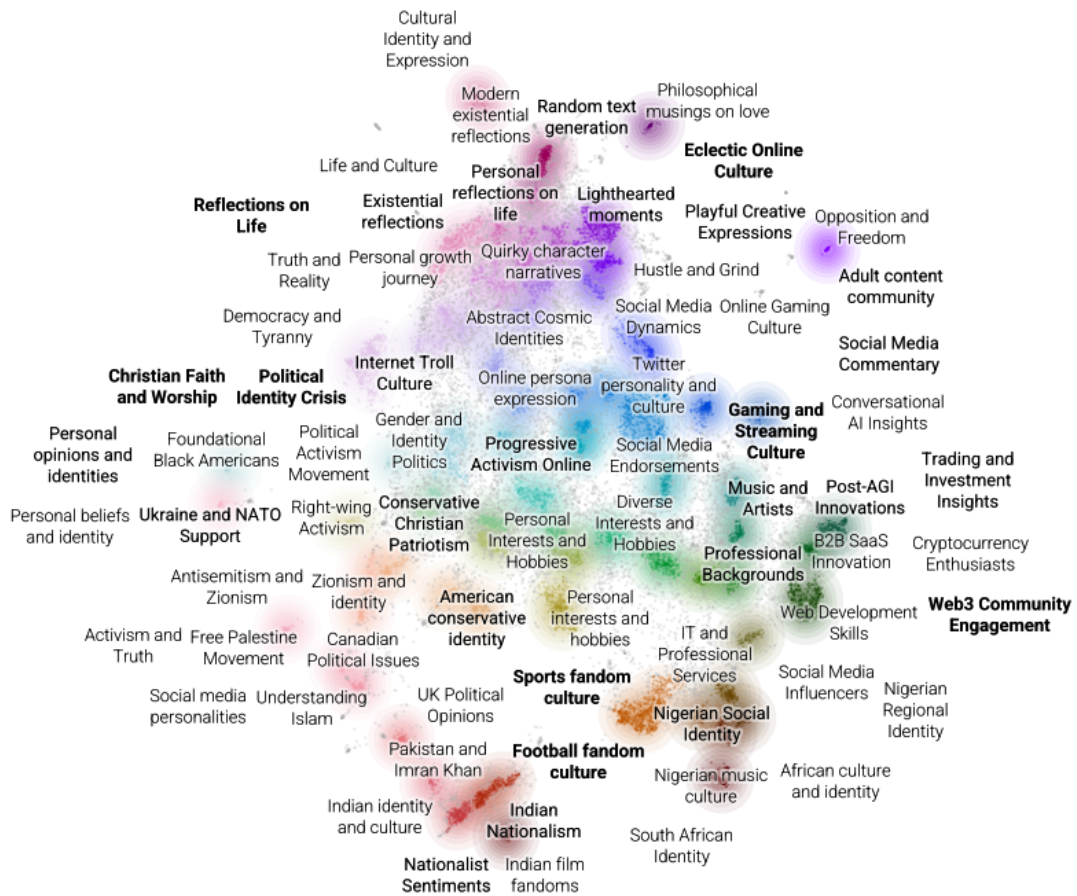 Cultural
Identity and
Expression
Modern
existential
reflections
Random text
generation
Philosophical
musings on love
Eclectic Online
Culture
Life and Culture
Personal
reflections on
life
Existential
reflections
Lighthearted
moments
Reflections on
Life
Playful Creative
Expressions
Opposition and
Freedom
Truth and
Reality
Personal growth
journey
Quirky character
narratives
Hustle and Grind
Adult content
community
Democracy and
Tyranny
Abstract Cosmic
Identities
Social Media
Dynamics
Online Gaming
Culture
Social Media
Commentary
Internet Troll
Culture
Christian Faith
and Worship
Political
Identity Crisis
Online persona
expression
Twitter
personality and
culture
Gaming and
Streaming
Culture
Conversational
AI Insights
Personal
opinions and
identities
Foundational
Black Americans
Political
Activism
Movement
Gender and
Identity
Politics
Progressive
Activism Online
Social Media
Endorsements
Trading and
Investment
Insights
Music and
Artists
Post-AGI
Innovations
Personal beliefs
and identity
Ukraine and NATO
Support
Right-wing
Activism
Conservative
Christian
Patriotism
Personal
Interests and
Hobbies
Diverse
Interests and
Hobbies
Professional
Backgrounds
B2B SaaS
Innovation
Cryptocurrency
Enthusiasts
Antisemitism and
Zionism
Zionism and
identity
American
conservative
identity
Personal
interests and
hobbies
Web Development
Skills
Web3 Community
Engagement
Activism and
Truth
Free Palestine
Movement
Canadian
Political Issues
IT and
Professional
Services
Social Media
Influencers
Nigerian
Regional
Identity
Social media
personalities
Understanding
Islam
UK Political
Opinions
Sports fandom
culture
Nigerian Social
Identity
Pakistan and
Imran Khan
Football fandom
culture
Nigerian music
culture
African culture
and identity
Indian identity
and culture
Indian
Nationalism
South African
Identity
Nationalist
Sentiments
Indian film
fandoms